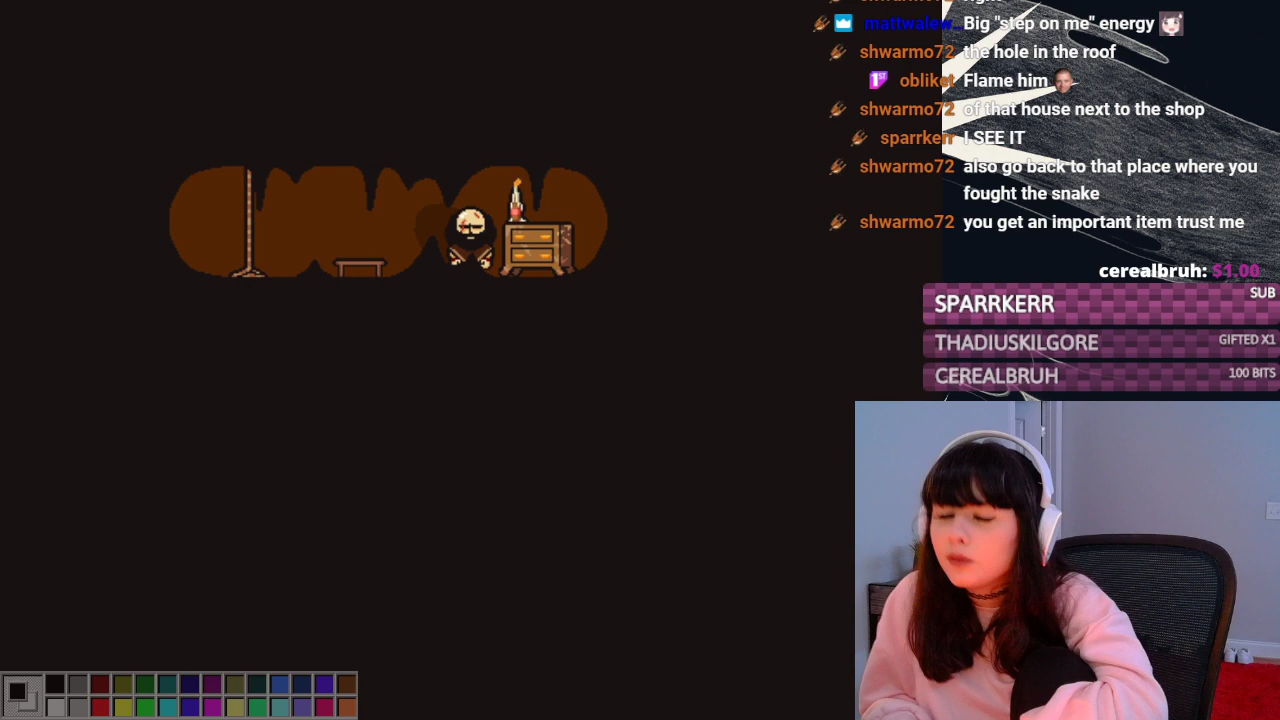 mattwalew… Big "step on me" energy
shwarmo72 the hole in the roof
obliket Flame him
shwarmo72 of that house next to the shop
sparrkerr I SEE IT
shwarmo72 also go back to that place where you
fought the snake
shwarmo72 you get an important item trust me
cerealbruh: $1.00
SPARRKERR SUB
THADIUSKILGORE GIFTED X1
CEREALBRUH 100 BITS